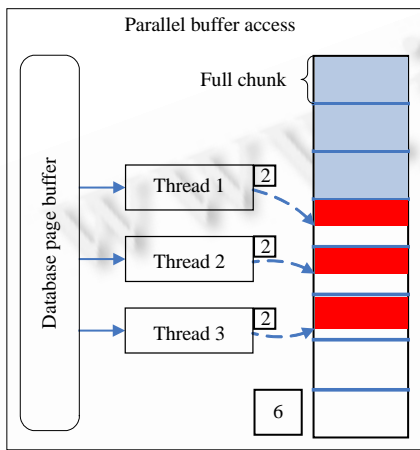 Parallel buffer access
Full chunk
Database page buffer
Thread 1
2
Thread 2
2
Thread 3
2
6